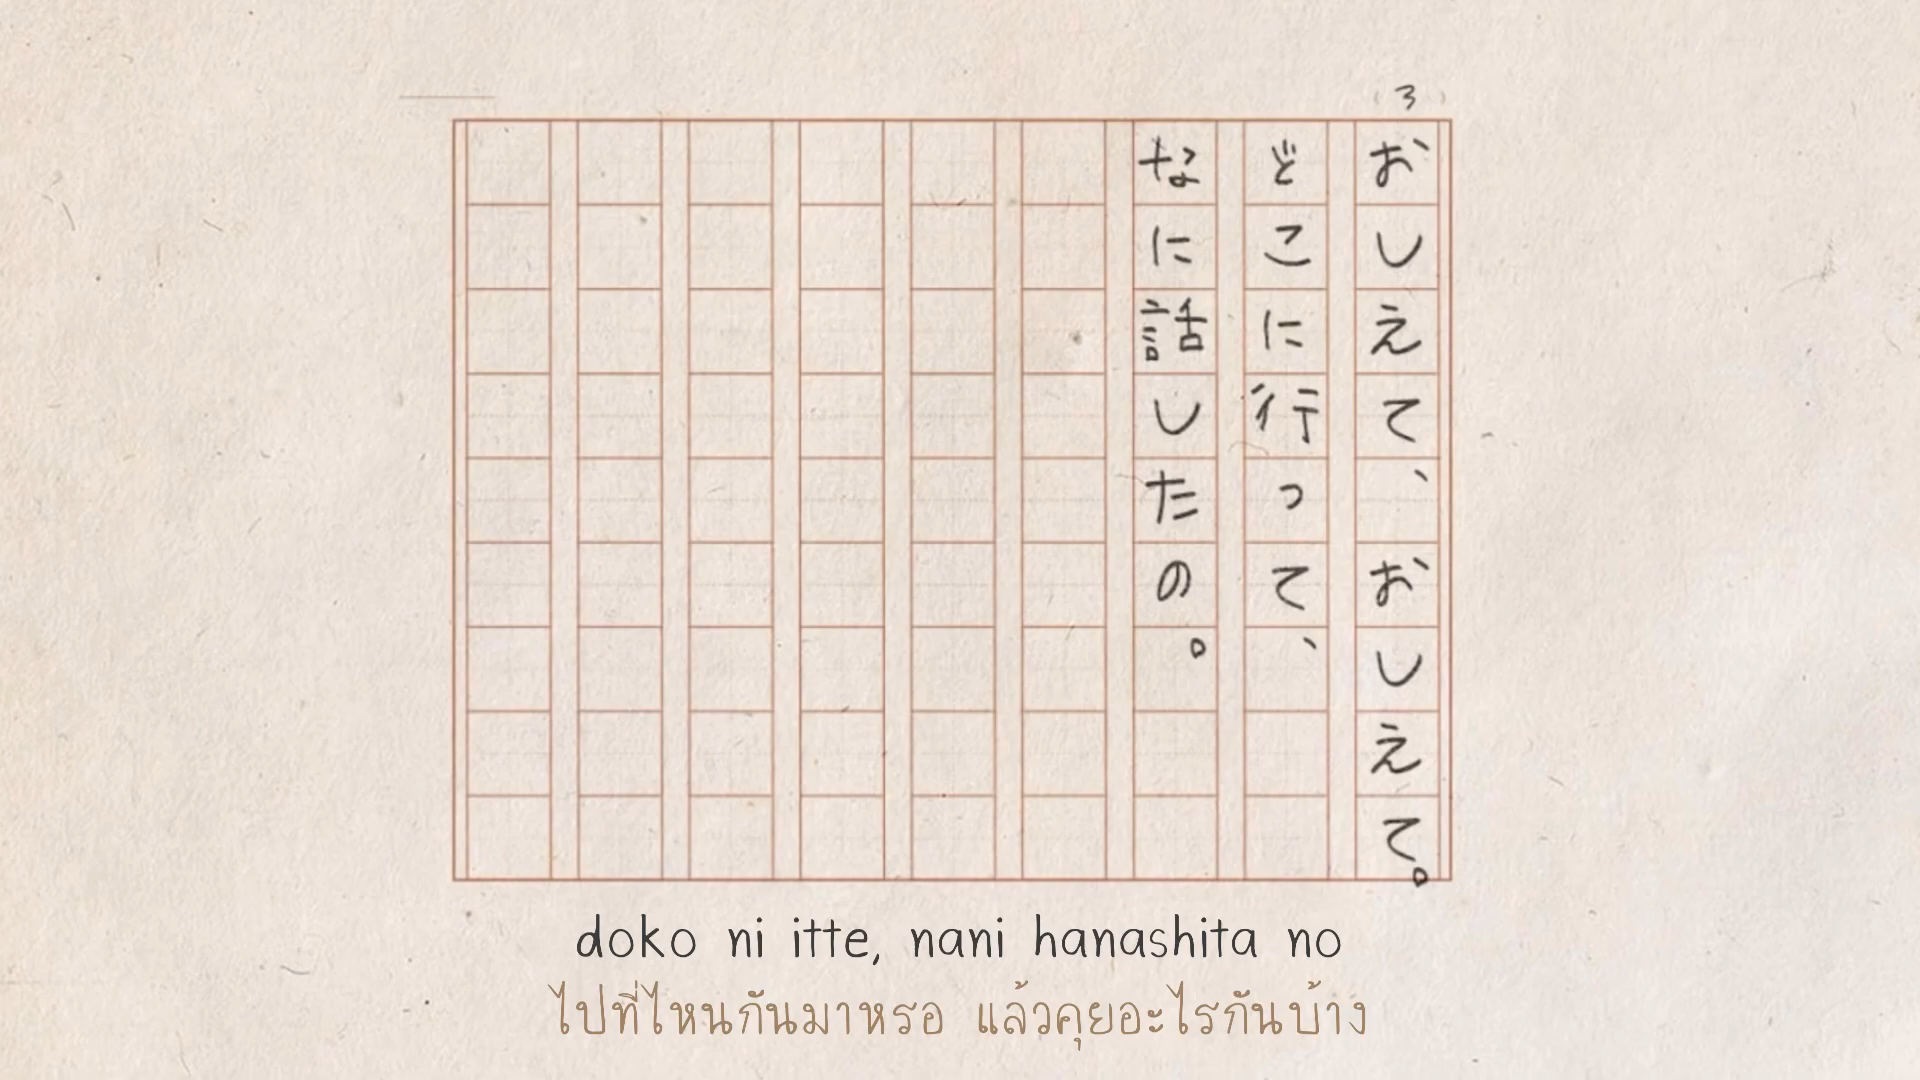 3
おしえて、おしえて。
どこに行って、
なに話したの。
doko ni itte, nani hanashita no
ไปที่ไหนกันมาหรอ แล้วคุยอะไรกันบ้าง